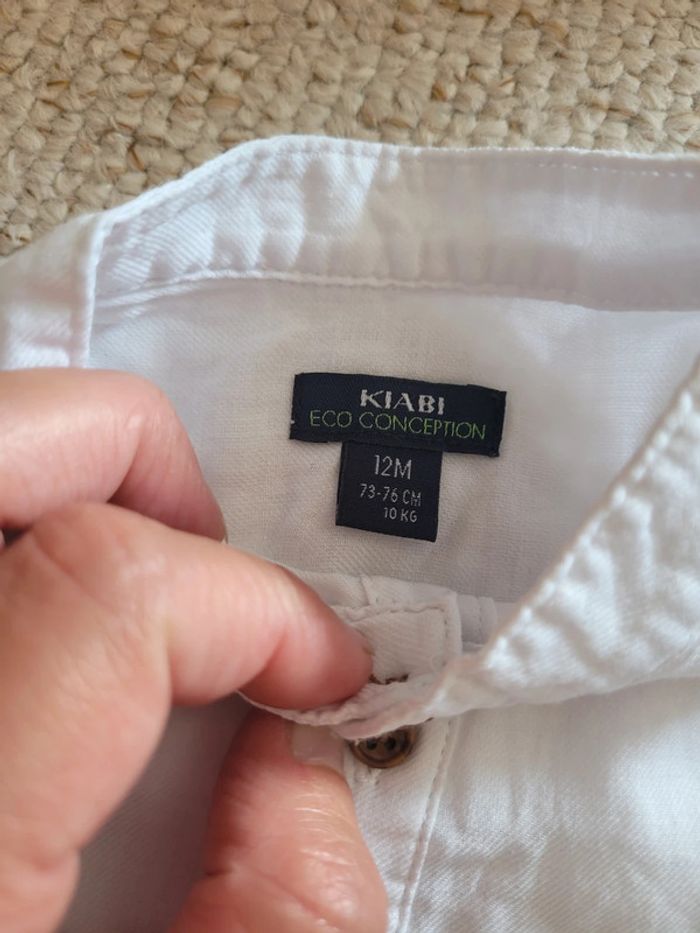 KIABI
ECO CONCEPTION
12M
73-76 CM
10 KG